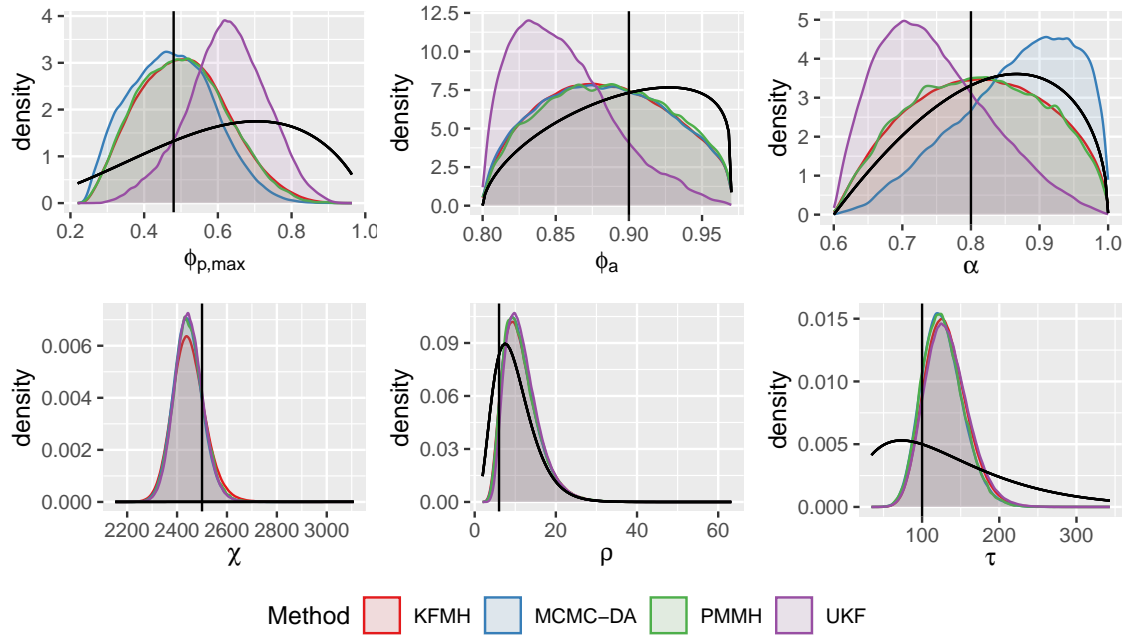 density
4
3
2
1
0
0.2 0.4 0.6 0.8 1.0
ϕp,max
density
12.5
10.0
7.5
5.0
2.5
0.0
0.80 0.85 0.90 0.95
ϕa
density
5
4
3
2
1
0
0.6 0.7 0.8 0.9 1.0
α
density
0.006
0.004
0.002
0.000
2200 2400 2600 2800 3000
χ
density
0.09
0.06
0.03
0.00
0 20 40 60
ρ
density
0.015
0.010
0.005
0.000
100 200 300
τ
Method KFMH MCMC−DA PMMH UKF